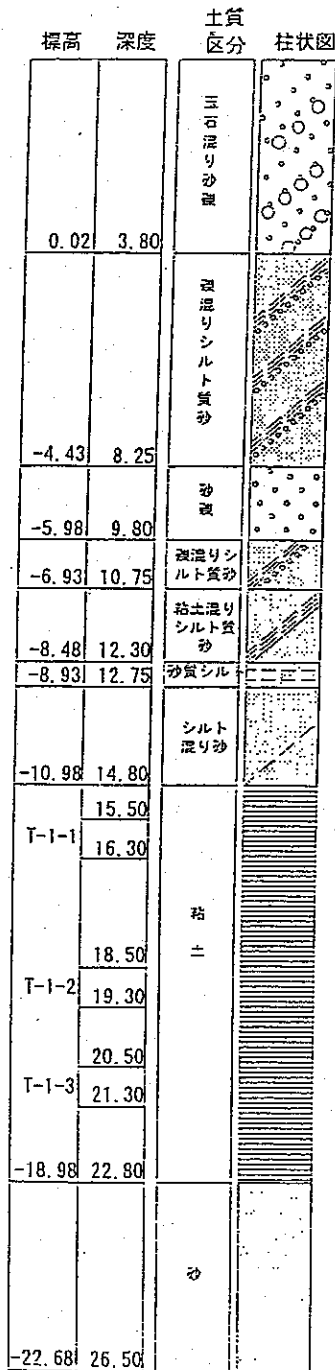 標高 深度 土質区分 柱状図
玉石混り砂礫
0.02 3.80
礫混りシルト質砂
-4.43 8.25
砂礫
-5.98 9.80
礫混りシ
ルト質砂
-6.93 10.75
粘土混り
シルト質
砂
-8.48 12.30
-8.93 12.75 砂質シルト
シルト
混り砂
-10.98 14.80
15.50
T-1-1
16.30
粘土
18.50
T-1-2
19.30
20.50
T-1-3
21.30
-18.98 22.80
砂
-22.68 26.50